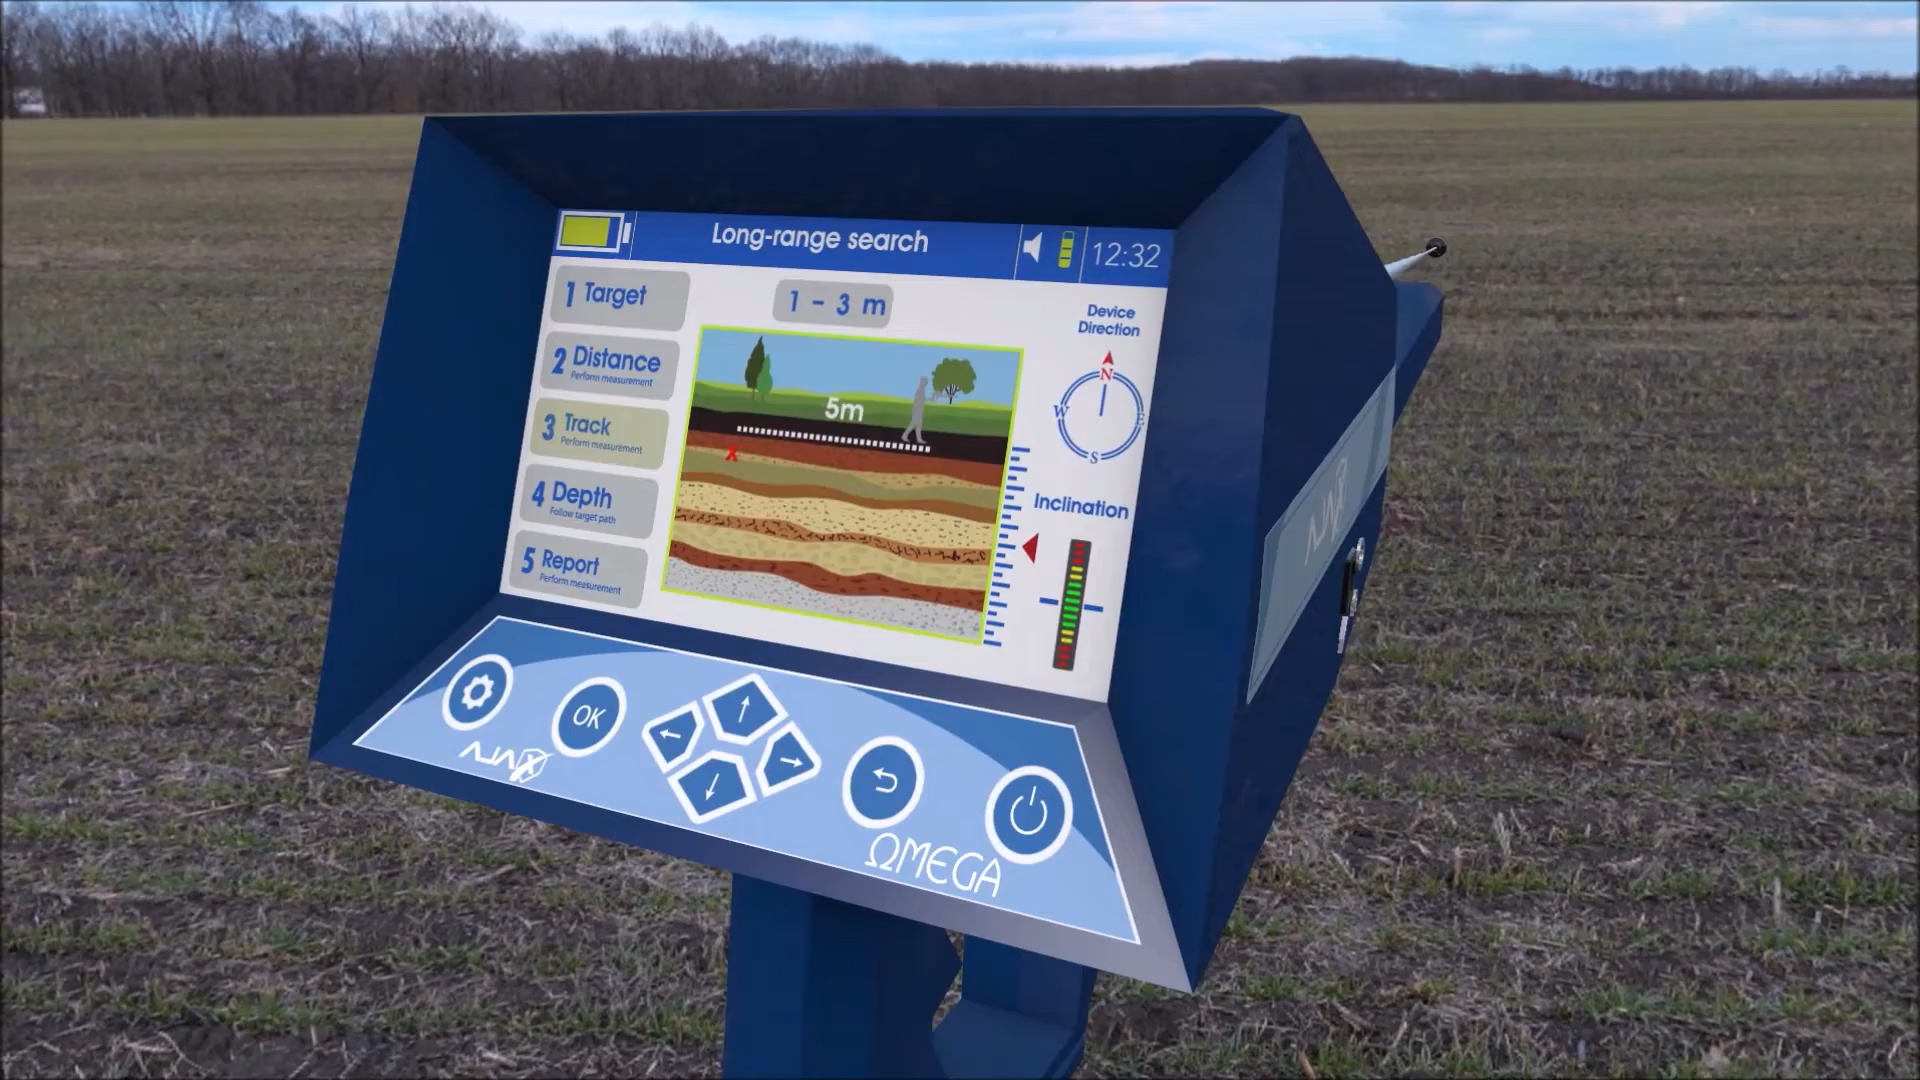 Long-range search
12:32
1 Target
2 Distance
Perform measurement
3 Track
Perform measurement
4 Depth
Follow target path
5 Report
Perform measurement
1 - 3 m
5m
x
Device
Direction
N
W
E
S
Inclination
OK
AJAX
ΩMEGA
AJAX